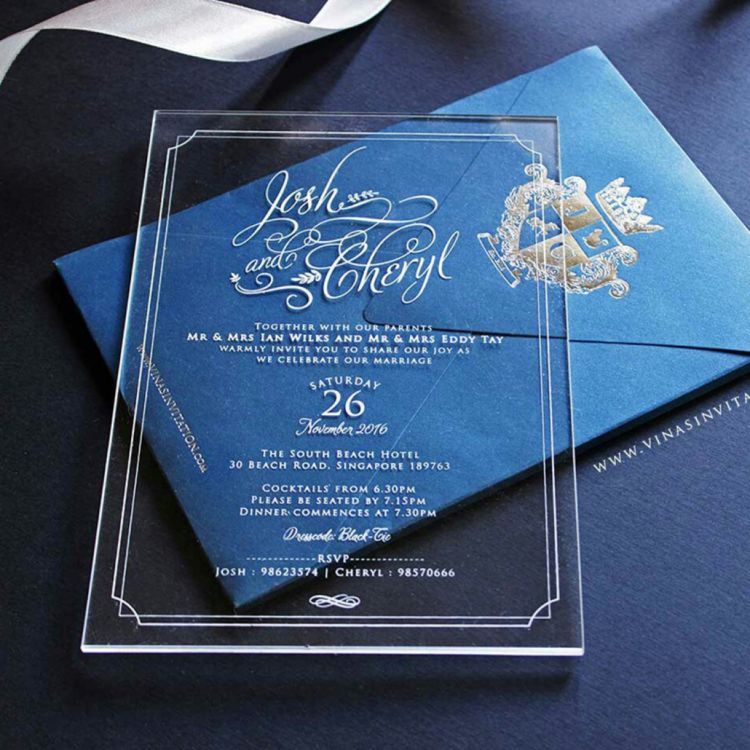 Josh
and
Cheryl
TOGETHER WITH OUR PARENTS
MR & MRS IAN WILKS AND MR & MRS EDDY TAY
WARMLY INVITE YOU TO SHARE OUR JOY AS
WE CELEBRATE OUR MARRIAGE
SATURDAY
26
November 2016
THE SOUTH BEACH HOTEL
30 BEACH ROAD, SINGAPORE 189763
COCKTAILS FROM 6.30PM
PLEASE BE SEATED BY 7.15PM
DINNER COMMENCES AT 7.30PM
Dresscode: Black-Tie
---------------RSVP---------------
JOSH : 98623574 | CHERYL : 98570666
WWW.VINASINVITATION.COM
WWW.VINASINVITA